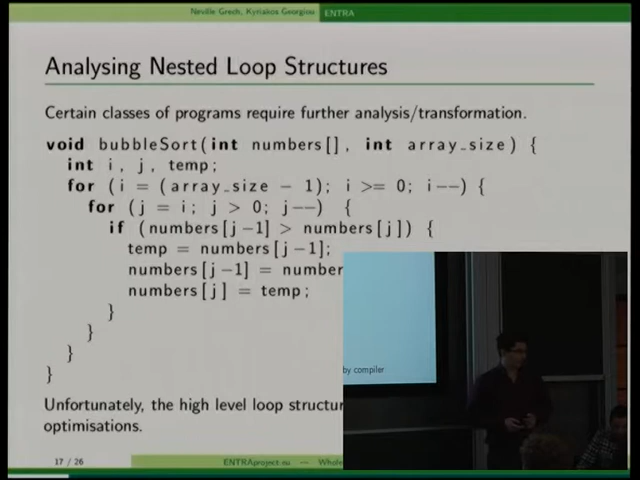 Neville Grech, Kyriakos Georgiou ENTRA
Analysing Nested Loop Structures
Certain classes of programs require further analysis/transformation.
void bubbleSort(int numbers[], int array_size) {
int i, j, temp;
for (i = (array_size - 1); i >= 0; i--) {
for (j = i; j > 0; j--) {
if (numbers[j-1] > numbers[j]) {
temp = numbers[j-1];
numbers[j-1] = number
numbers[j] = temp;
}
}
}
}
by compiler
Unfortunately, the high level loop structur
optimisations.
17 / 26 ENTRAproject.eu — Whole